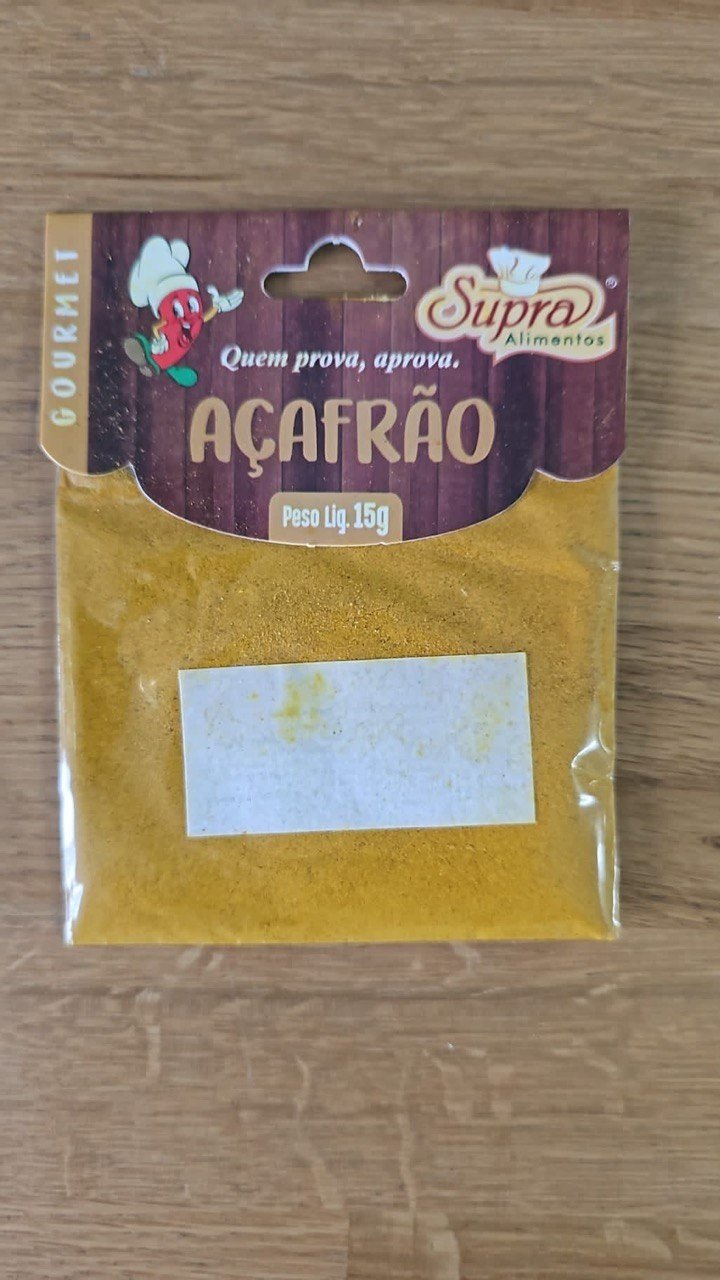 GOURMET
Supra®
Alimentos
Quem prova, aprova.
AÇAFRÃO
Peso Liq. 15g